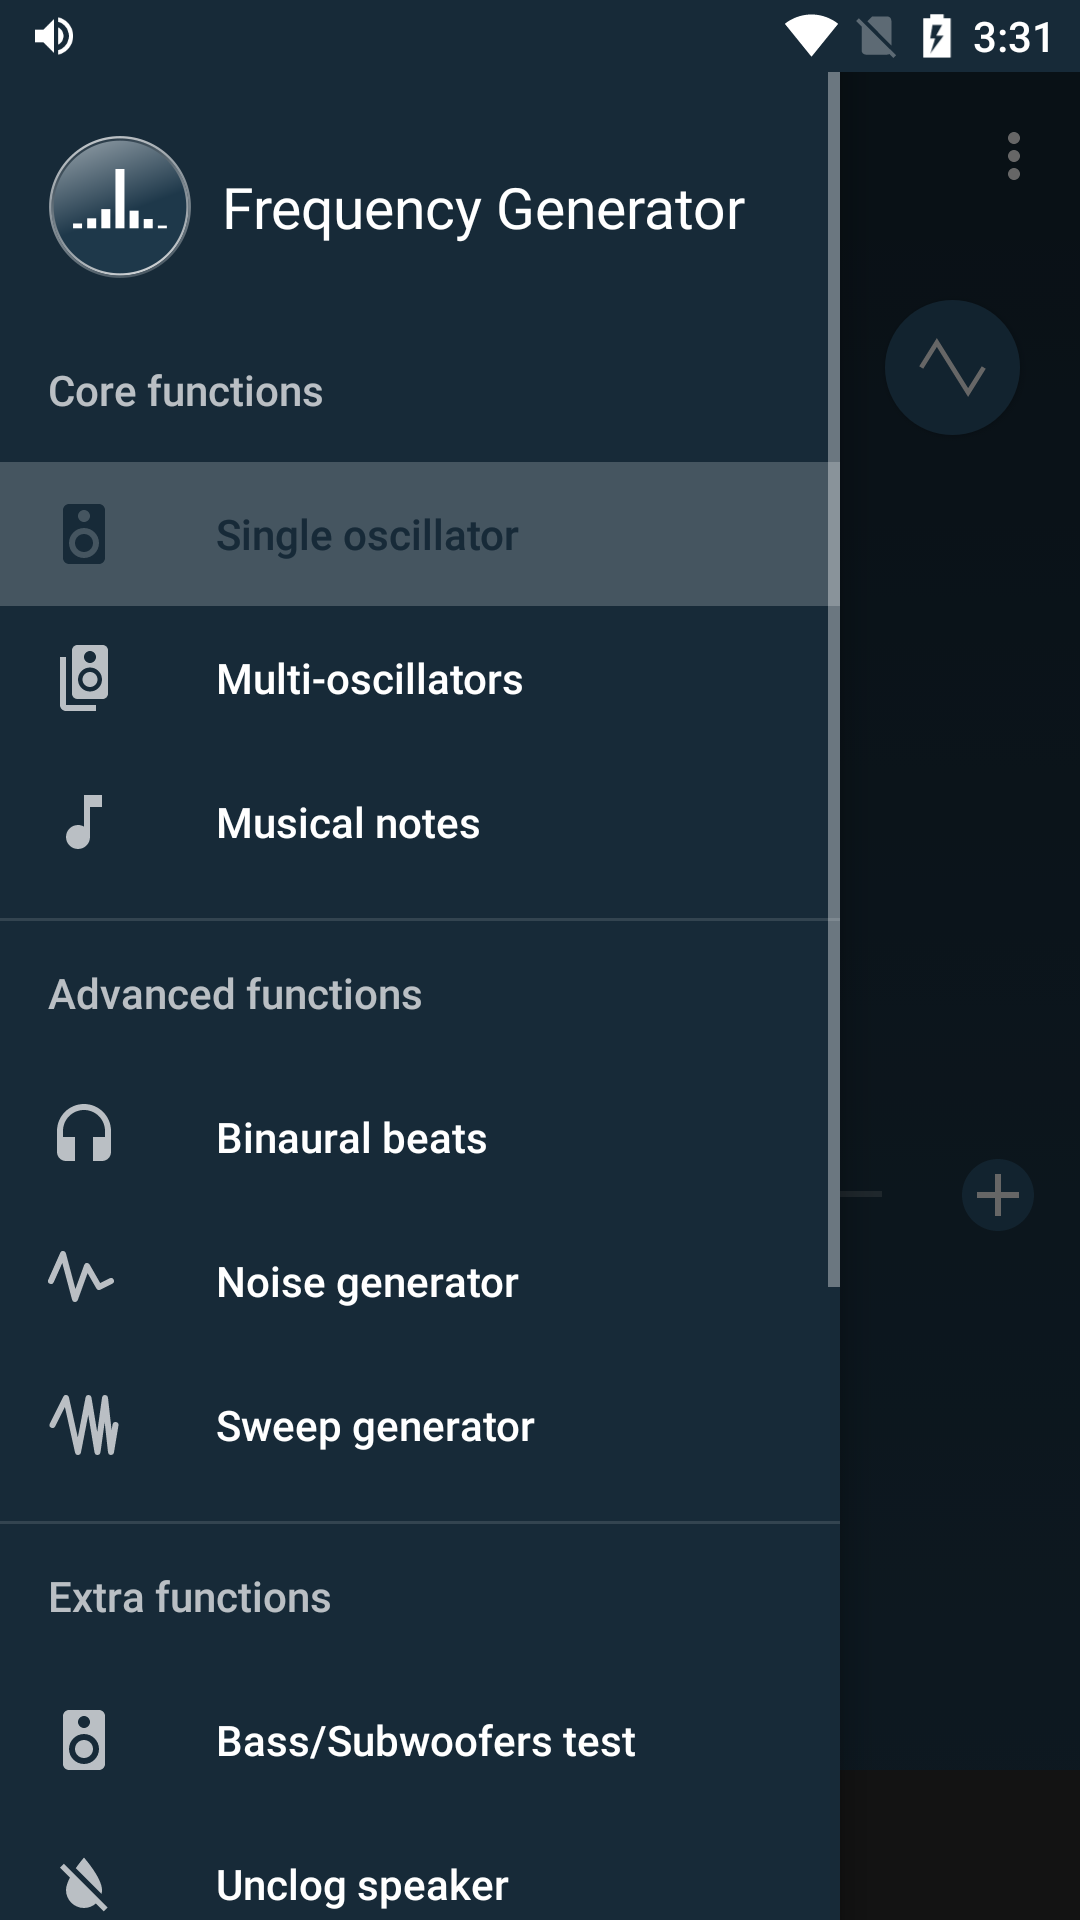 3:31
Frequency Generator
Core functions
Single oscillator
Multi-oscillators
Musical notes
Advanced functions
Binaural beats
Noise generator
Sweep generator
Extra functions
Bass/Subwoofers test
Unclog speaker